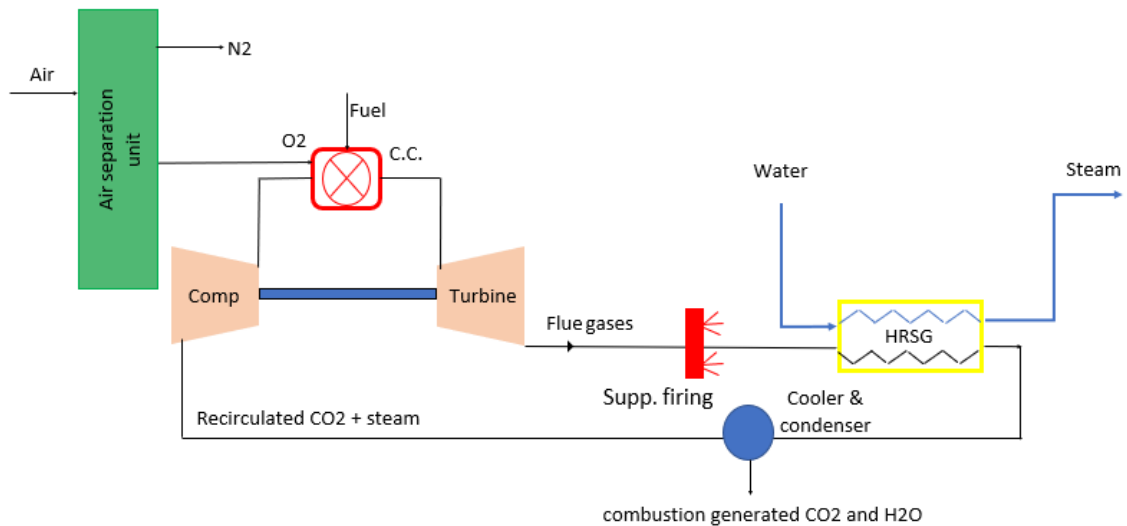 N2
Air
Fuel
O2
C.C.
Air separation
unit
Water
Steam
Comp
Turbine
Flue gases
HRSG
Supp. firing
Cooler &
condenser
Recirculated CO2 + steam
combustion generated CO2 and H2O